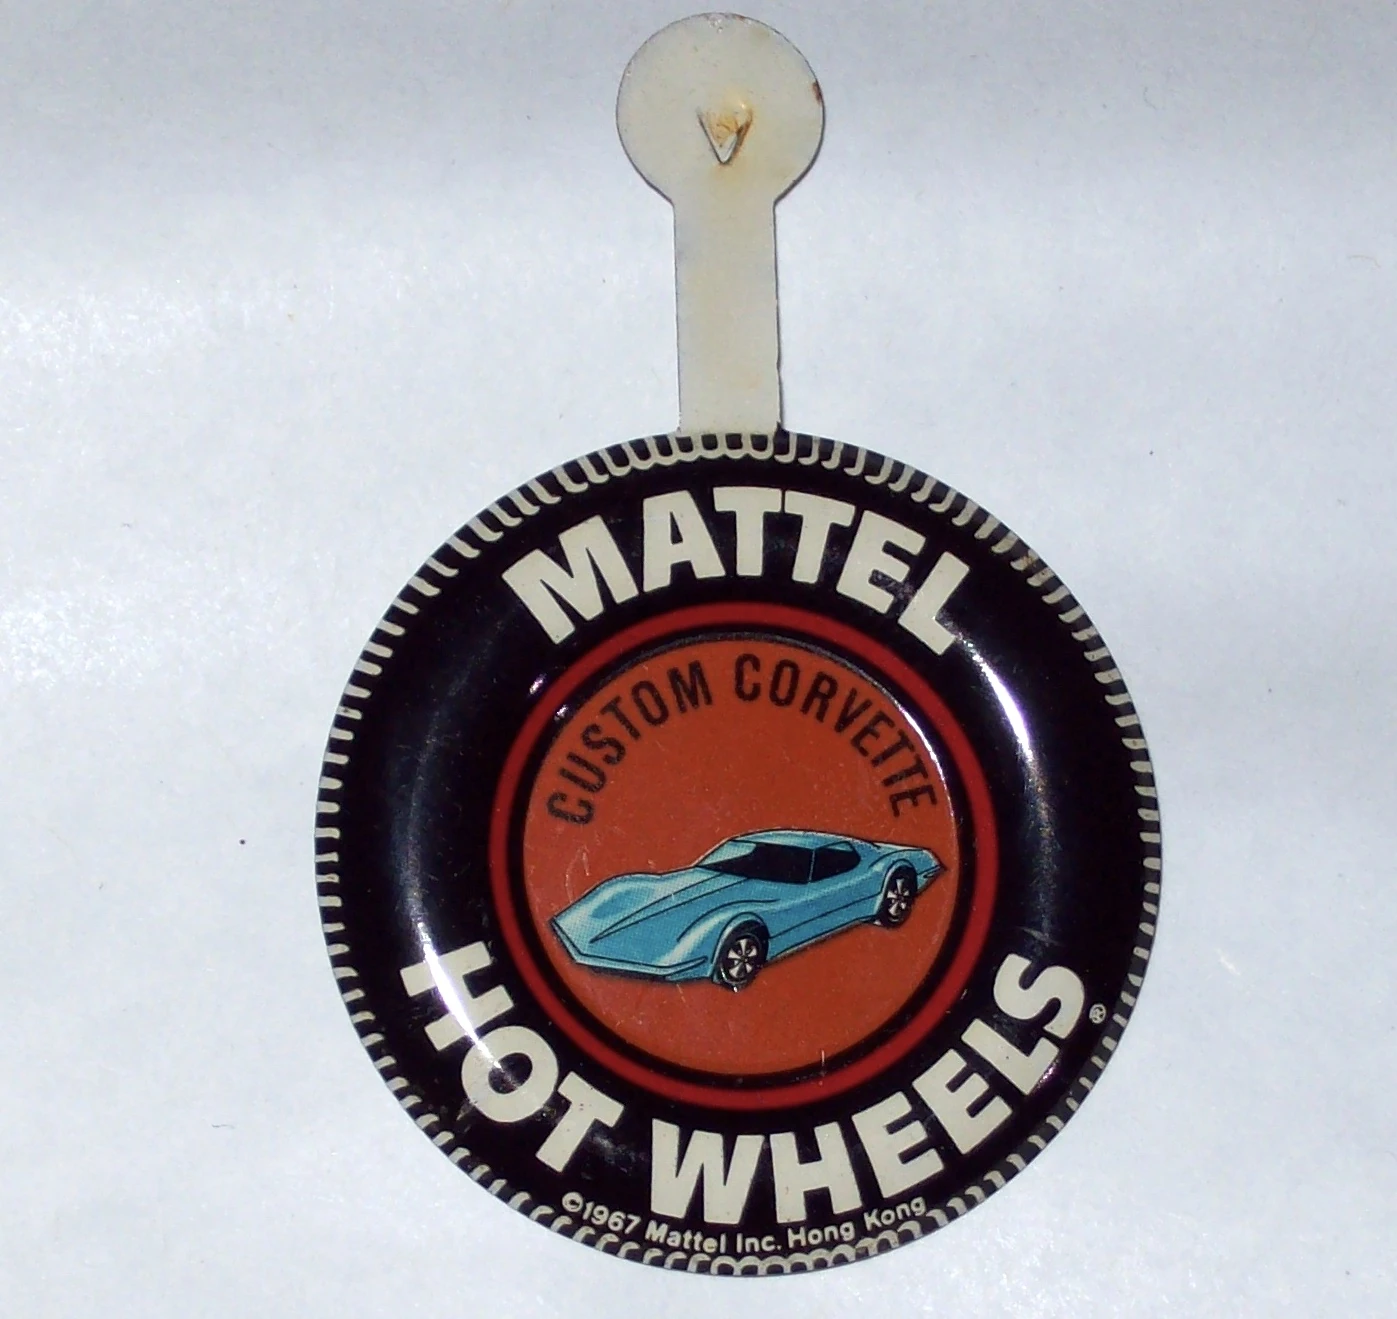 MATTEL
CUSTOM CORVETTE
HOT WHEELS®
©1967 Mattel Inc. Hong Kong